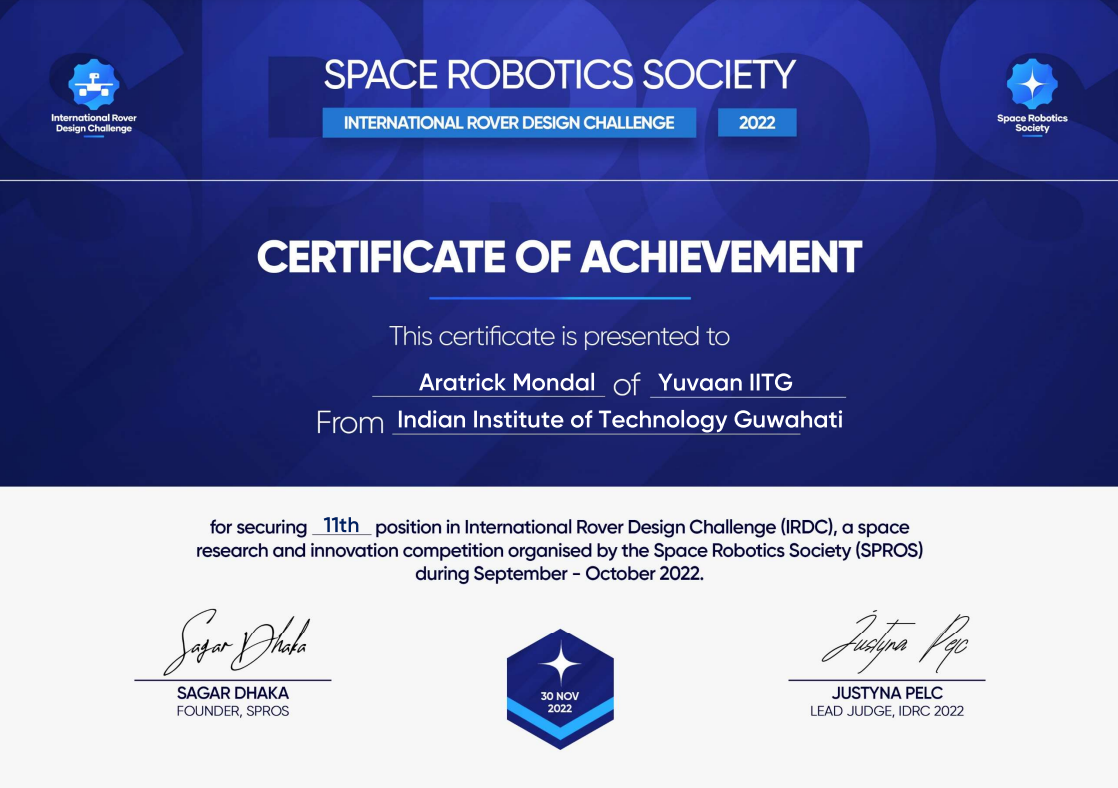 International Rover
Design Challenge
SPACE ROBOTICS SOCIETY
INTERNATIONAL ROVER DESIGN CHALLENGE 2022
Space Robotics
Society
SPROS
CERTIFICATE OF ACHIEVEMENT
This certificate is presented to
Aratrick Mondal of Yuvaan IITG
From Indian Institute of Technology Guwahati
for securing 11th position in International Rover Design Challenge (IRDC), a space
research and innovation competition organised by the Space Robotics Society (SPROS)
during September - October 2022.
Sagar Dhaka
SAGAR DHAKA
FOUNDER, SPROS
30 NOV
2022
Justyna Pelc
JUSTYNA PELC
LEAD JUDGE, IDRC 2022